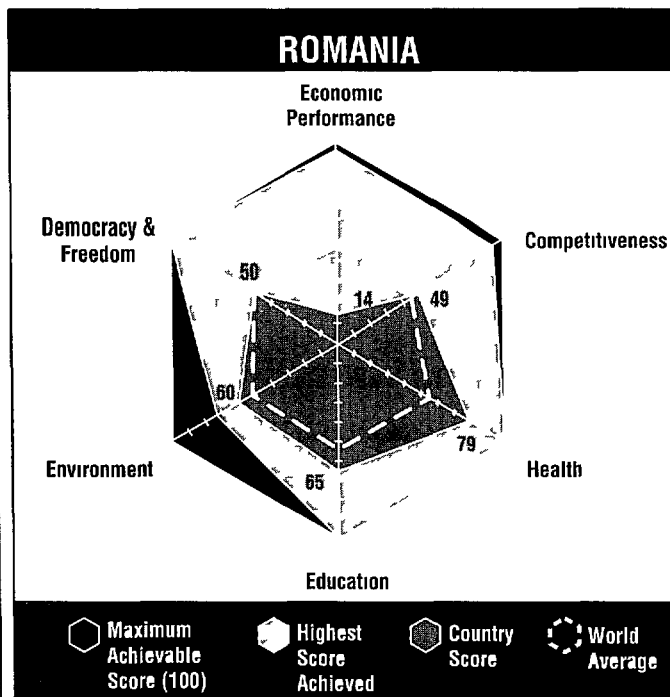 ROMANIA
Economic
Performance
Democracy &
Freedom
Competitiveness
50
14
49
60
79
65
Environment
Health
Education
Maximum
Achievable
Score (100)
Highest
Score
Achieved
Country
Score
World
Average